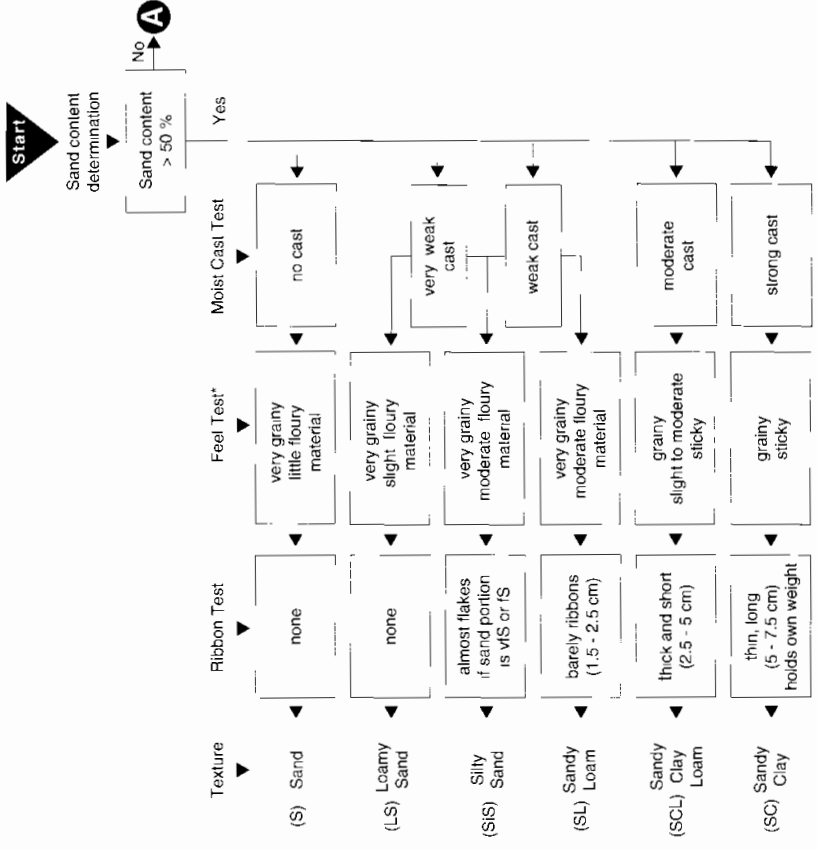 Start
Sand content
determination
Sand content
> 50 %
No
A
Yes
Moist Cast Test
no cast
very weak
cast
weak cast
moderate
cast
strong cast
Feel Test*
very grainy
little floury
material
very grainy
slight floury
material
very grainy
moderate floury
material
very grainy
moderate floury
material
grainy
slight to moderate
sticky
grainy
sticky
Ribbon Test
none
none
almost flakes
if sand portion
is vfS or fS
barely ribbons
(1.5 - 2.5 cm)
thick and short
(2.5 - 5 cm)
thin, long
(5 - 7.5 cm)
holds own weight
Texture
(S) Sand
(LS) Loamy
Sand
(SiS) Silty
Sand
(SL) Sandy
Loam
(SCL) Sandy
Clay
Loam
(SC) Sandy
Clay